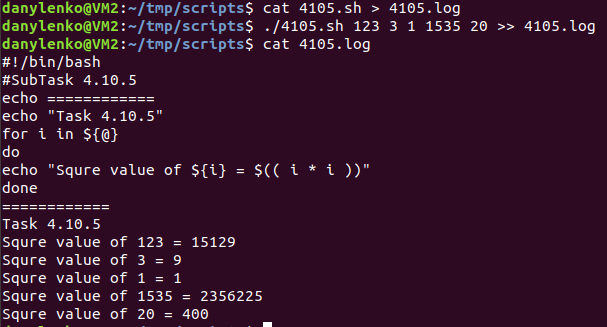 danylenko@VM2:~/tmp/scripts$ cat 4105.sh > 4105.log
danylenko@VM2:~/tmp/scripts$ ./4105.sh 123 3 1 1535 20 >> 4105.log
danylenko@VM2:~/tmp/scripts$ cat 4105.log
#!/bin/bash
#SubTask 4.10.5
echo ============
echo "Task 4.10.5"
for i in ${@}
do
echo "Squre value of ${i} = $(( i * i ))"
done
============
Task 4.10.5
Squre value of 123 = 15129
Squre value of 3 = 9
Squre value of 1 = 1
Squre value of 1535 = 2356225
Squre value of 20 = 400